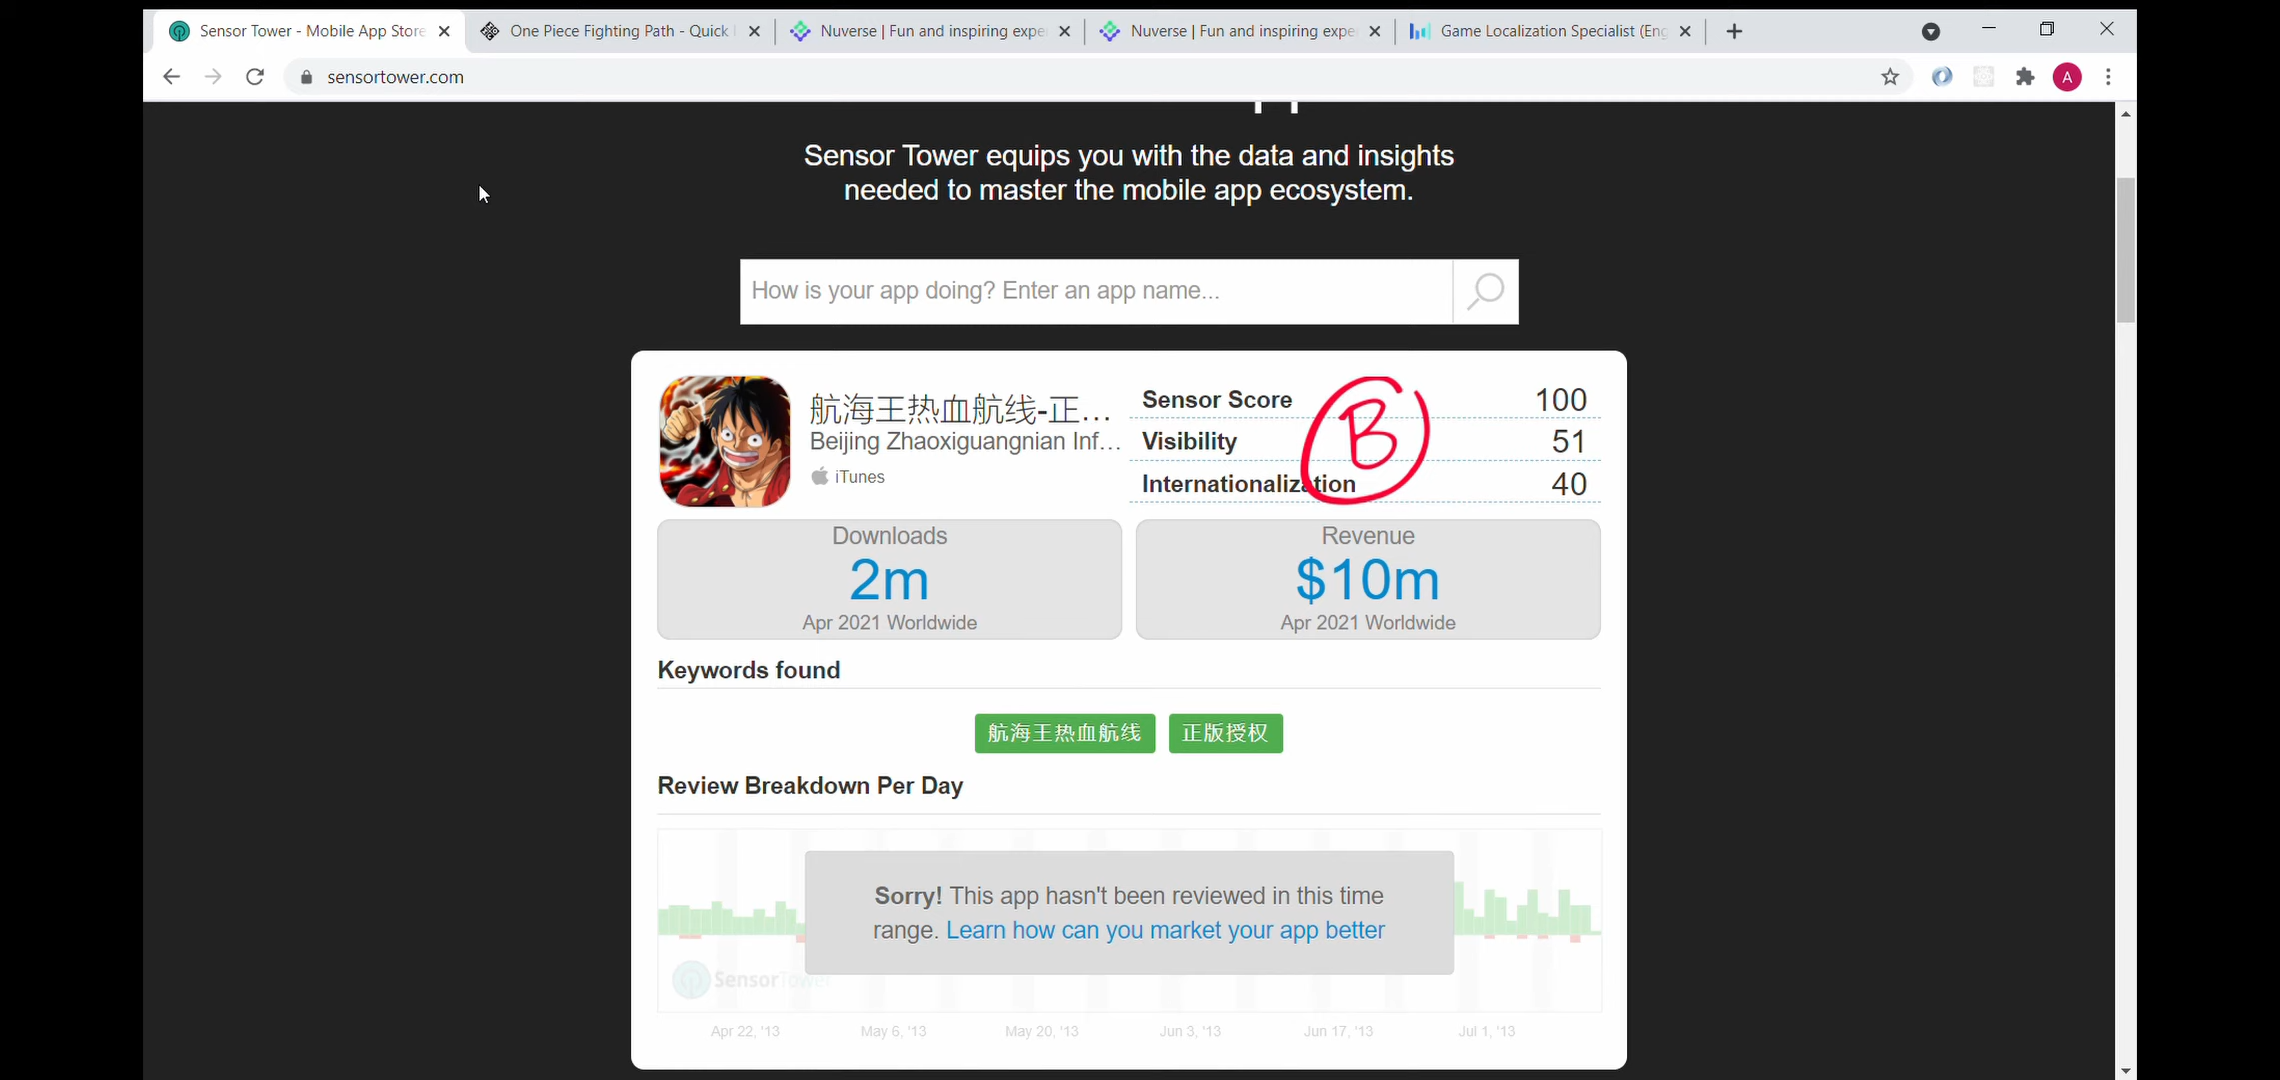 Sensor Tower - Mobile App Store
One Piece Fighting Path - Quick
Nuverse | Fun and inspiring expe
Nuverse | Fun and inspiring expe
Game Localization Specialist (Eng
sensortower.com
A
Sensor Tower equips you with the data and insights
needed to master the mobile app ecosystem.
How is your app doing? Enter an app name...
航海王热血航线-正...
Beijing Zhaoxiguangnian Inf...
iTunes
Sensor Score 100
Visibility 51
Internationalization 40
B
Downloads
2m
Apr 2021 Worldwide
Revenue
$10m
Apr 2021 Worldwide
Keywords found
航海王热血航线 正版授权
Review Breakdown Per Day
Sorry! This app hasn't been reviewed in this time
range. Learn how can you market your app better
SensorTower
Apr 22, '13 May 6, '13 May 20, '13 Jun 3, '13 Jun 17, '13 Jul 1, '13